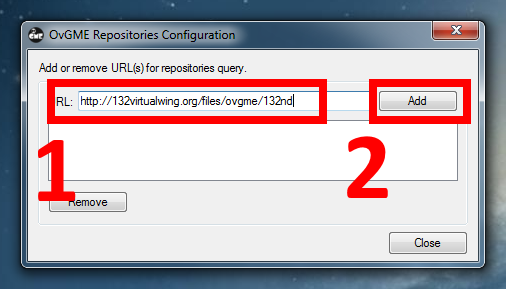 GME OvGME Repositories Configuration
Add or remove URL(s) for repositories query.
RL: http://132virtualwing.org/files/ovgme/132nd Add
1 2
Remove
Close